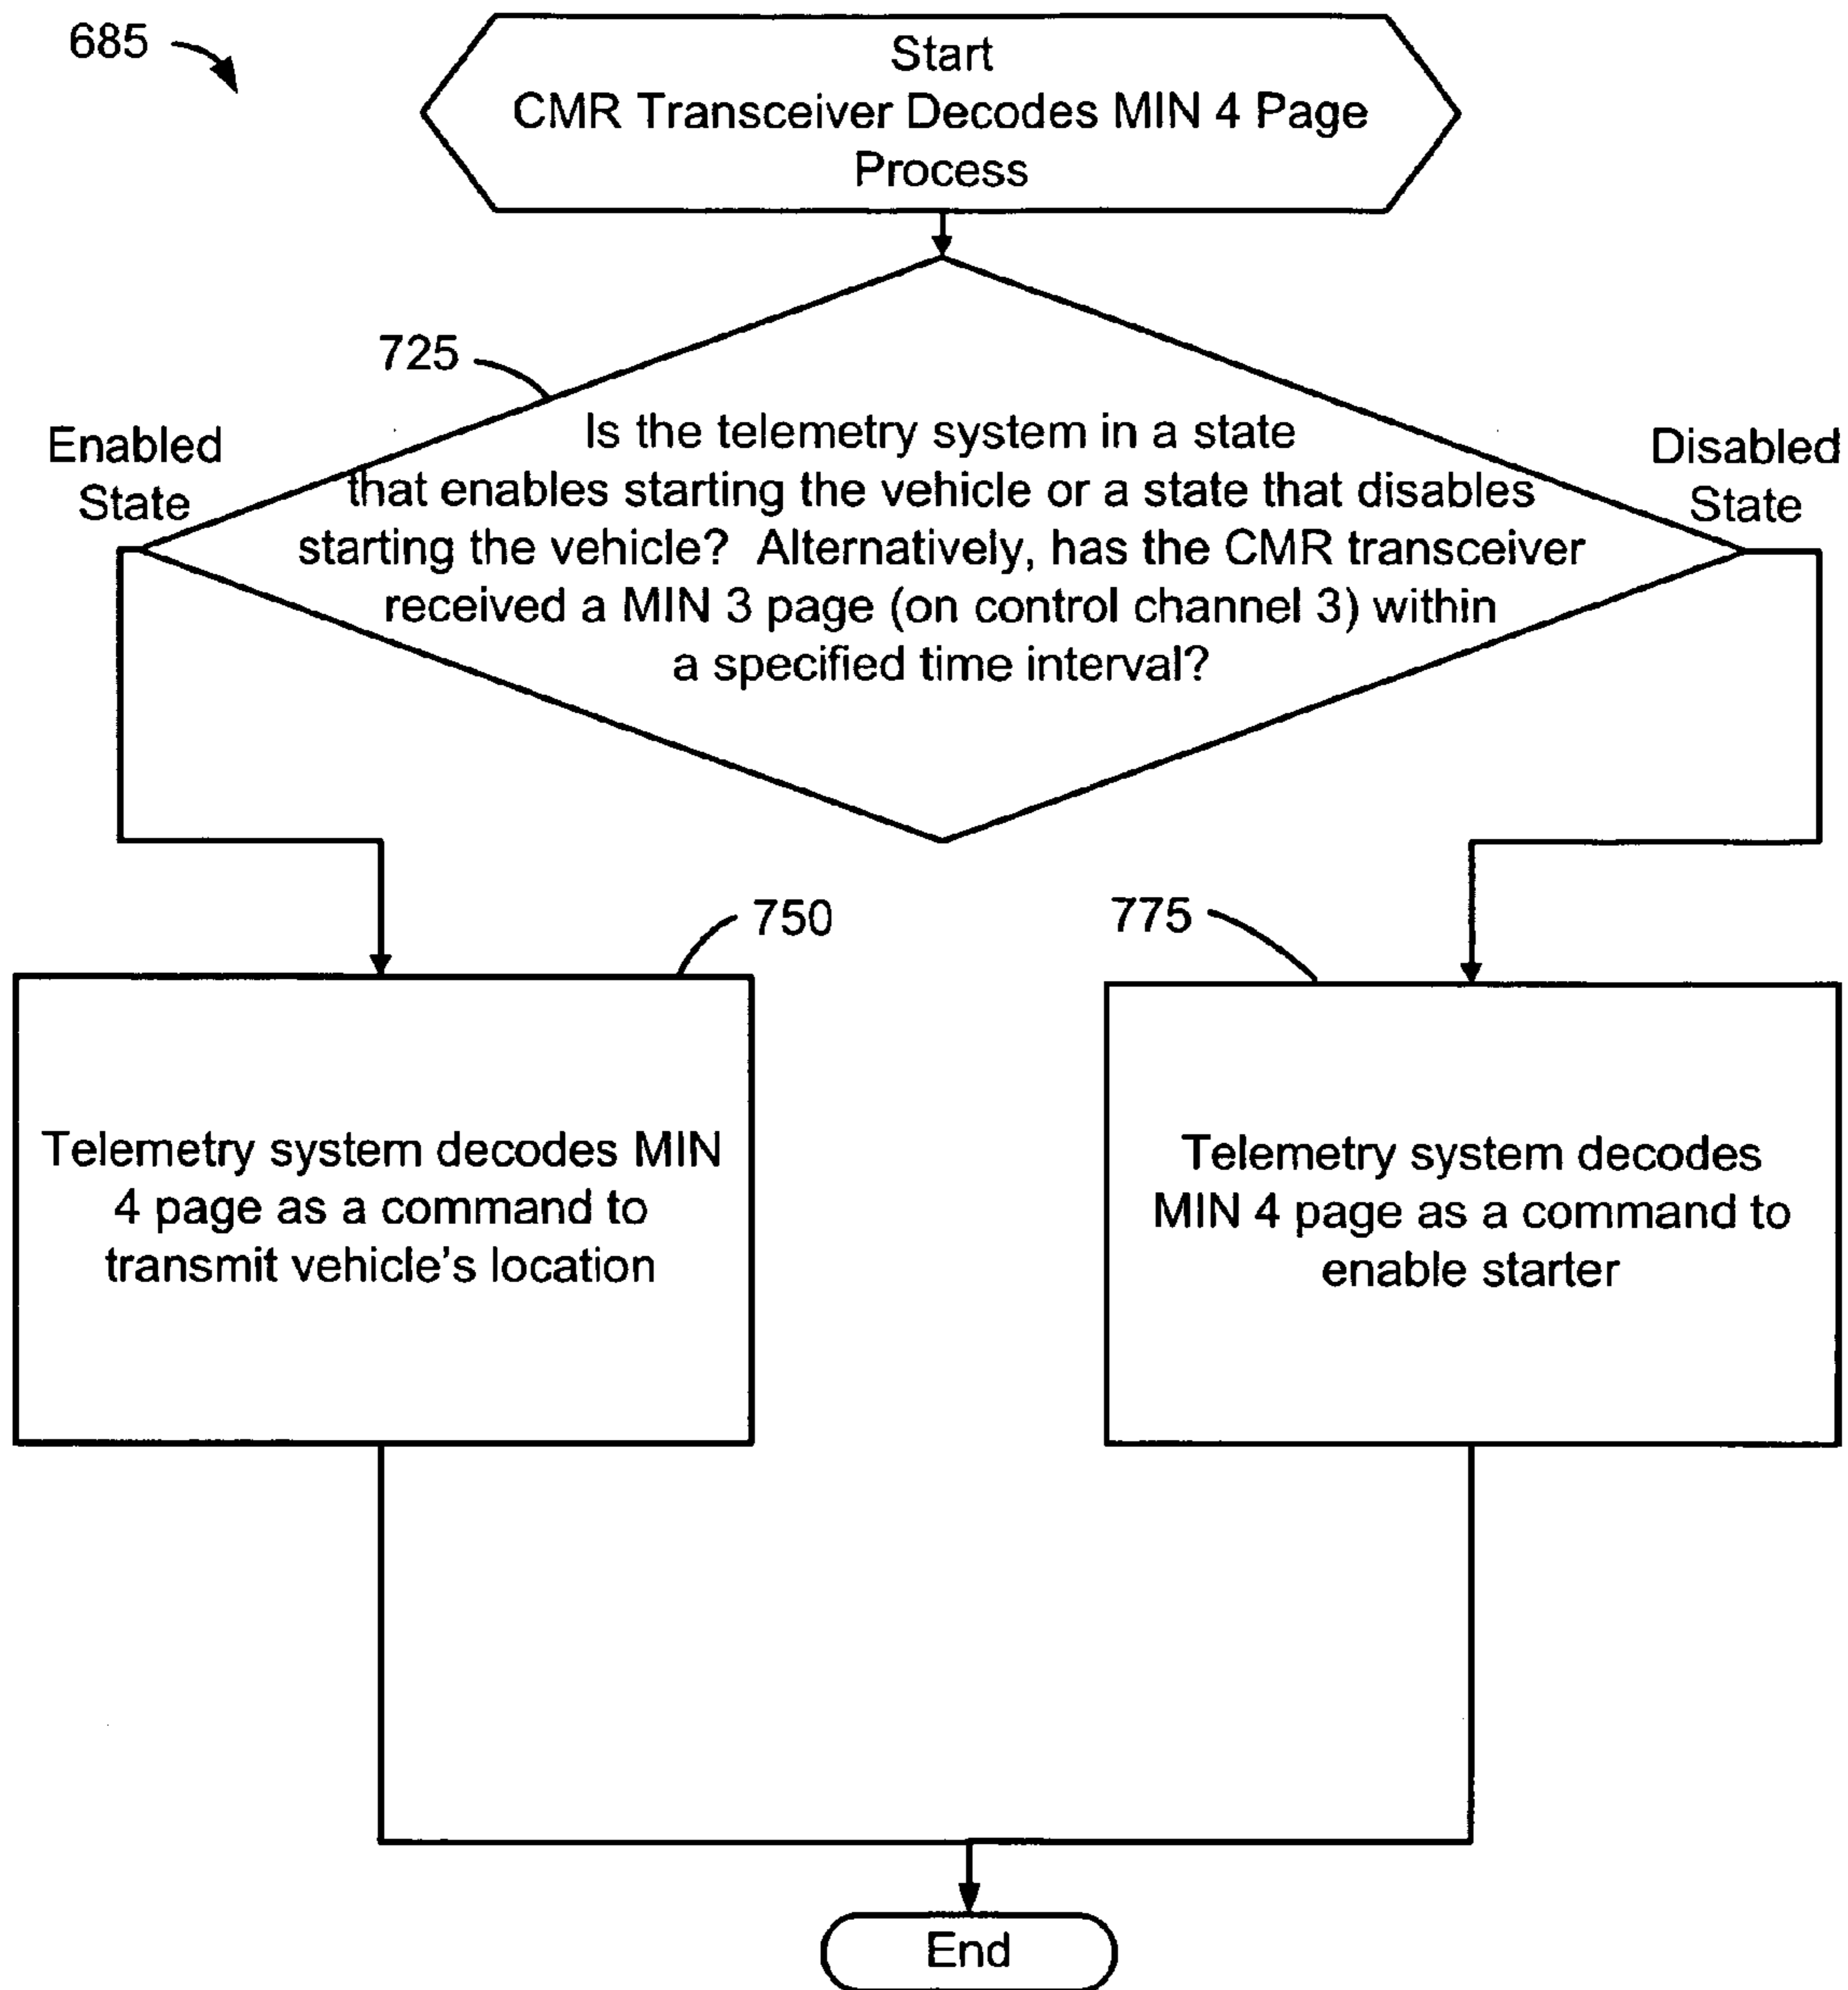 685
Start
CMR Transceiver Decodes MIN 4 Page
Process
725
Enabled
State
Disabled
State
Is the telemetry system in a state
that enables starting the vehicle or a state that disables
starting the vehicle? Alternatively, has the CMR transceiver
received a MIN 3 page (on control channel 3) within
a specified time interval?
750
775
Telemetry system decodes MIN
4 page as a command to
transmit vehicle's location
Telemetry system decodes
MIN 4 page as a command to
enable starter
End